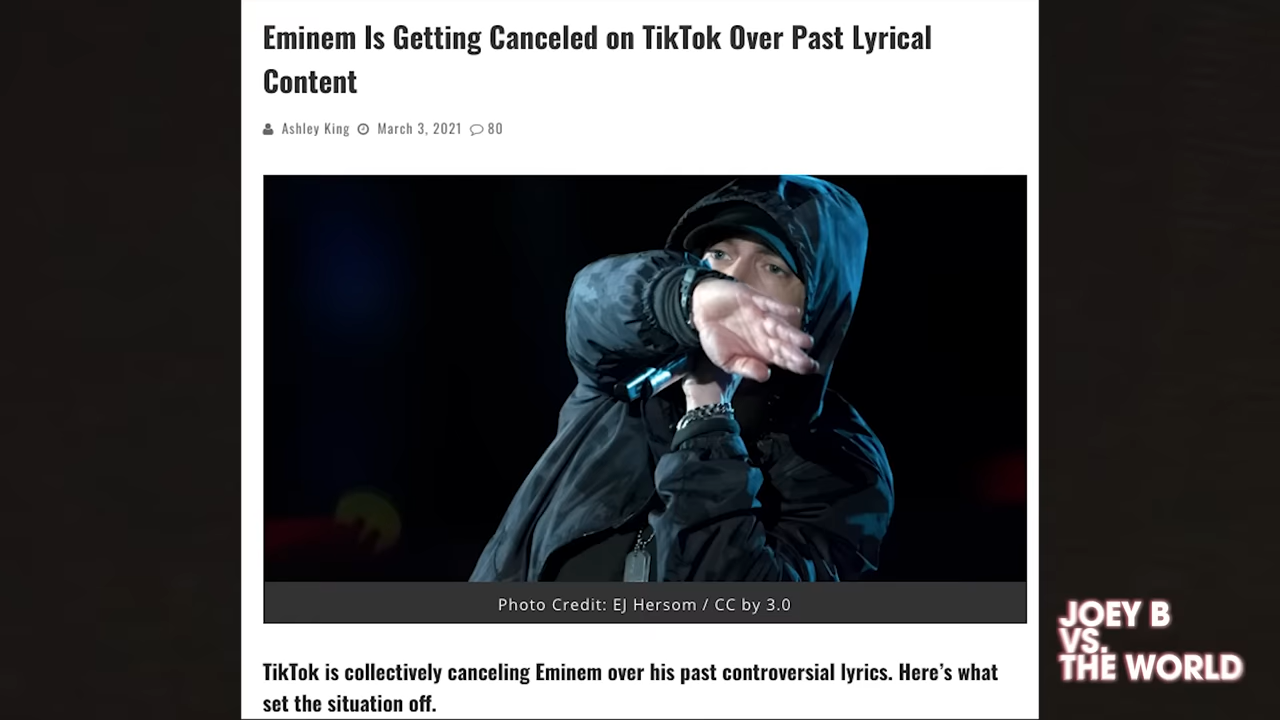 Eminem Is Getting Canceled on TikTok Over Past Lyrical
Content
Ashley King March 3, 2021 80
Photo Credit: EJ Hersom / CC by 3.0
TikTok is collectively canceling Eminem over his past controversial lyrics. Here’s what
set the situation off.
JOEY B
VS.
THE WORLD